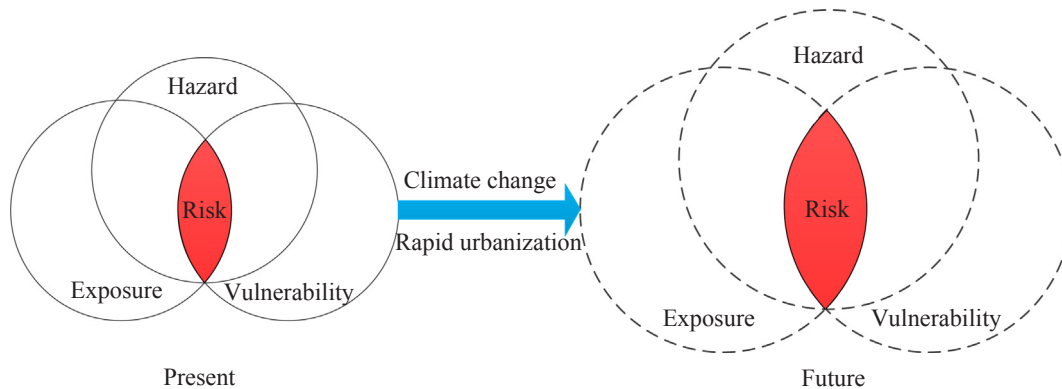 Hazard
Risk
Exposure
Vulnerability
Present
Climate change
Rapid urbanization
Hazard
Risk
Exposure
Vulnerability
Future